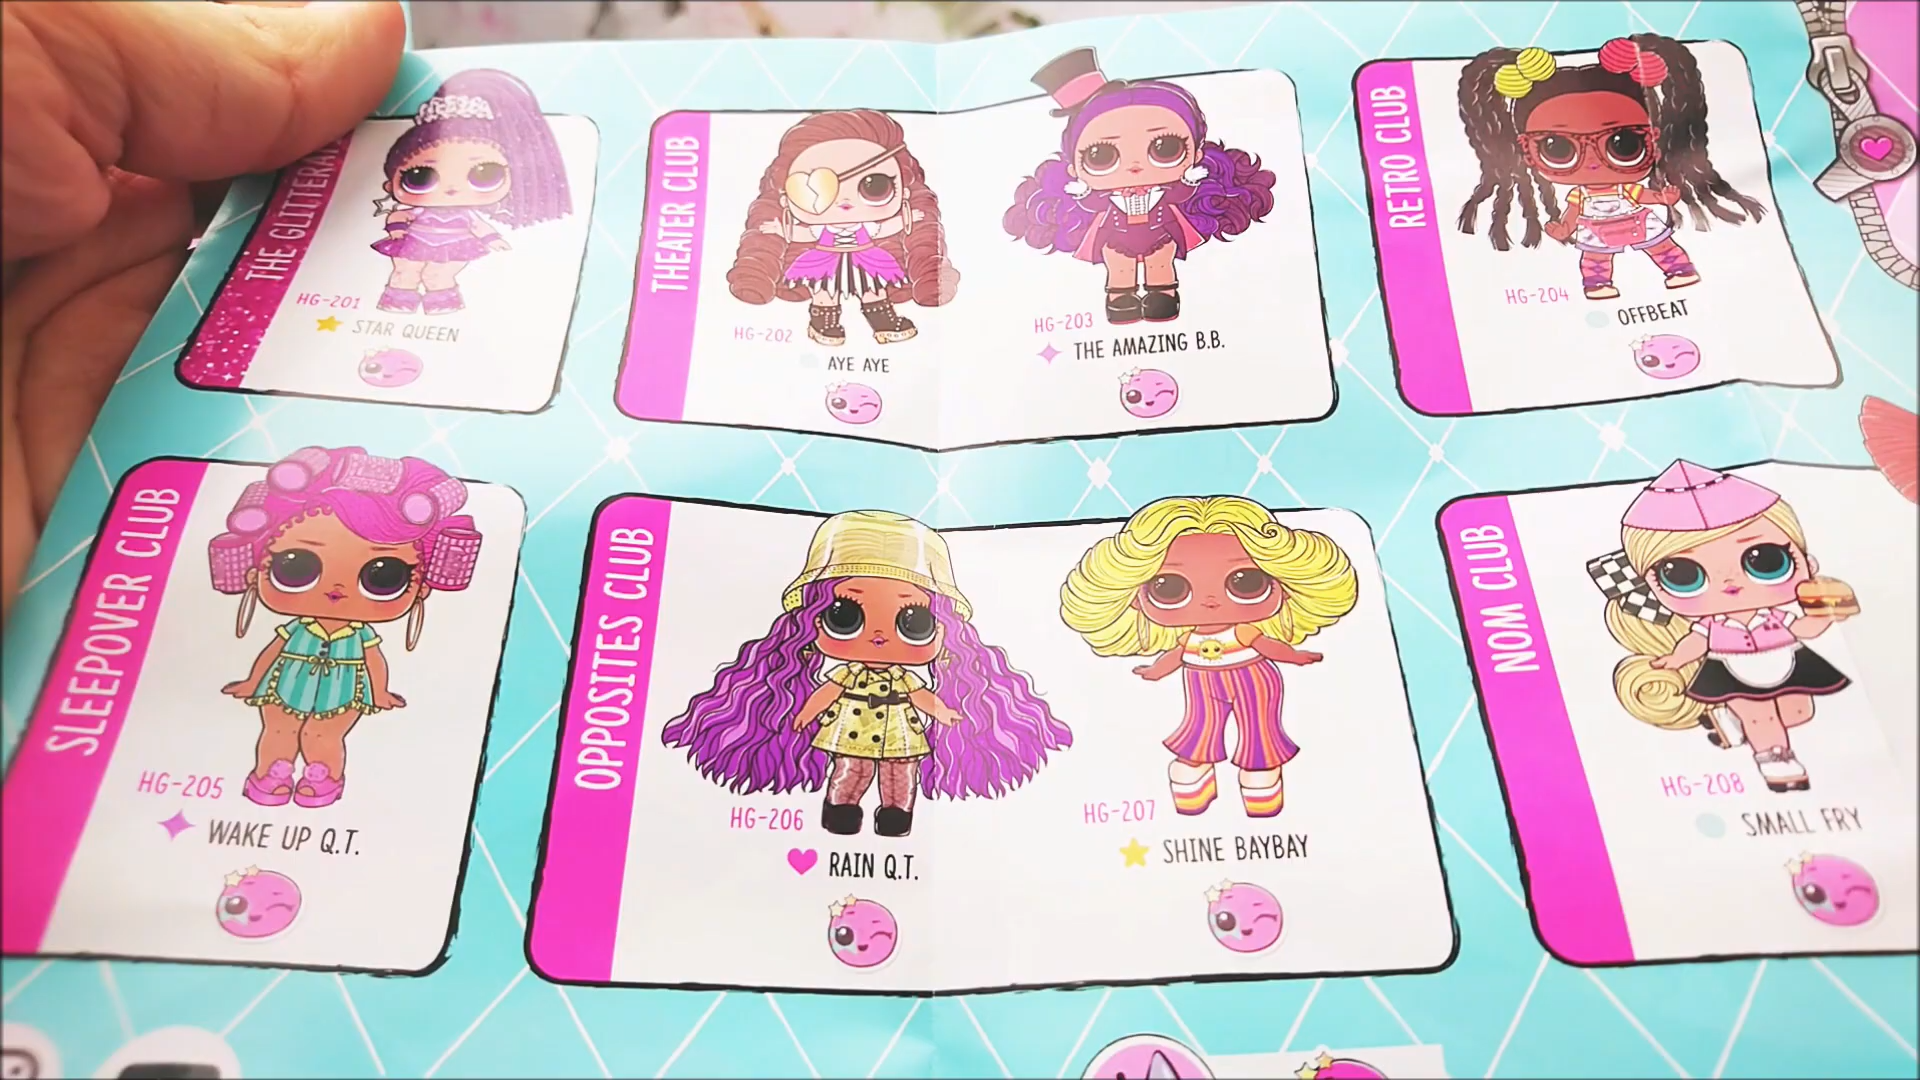 THE GLITTERATI
HG-201
STAR QUEEN
THEATER CLUB
HG-202
AYE AYE
HG-203
THE AMAZING B.B.
RETRO CLUB
HG-204
OFFBEAT
SLEEPOVER CLUB
HG-205
WAKE UP Q.T.
OPPOSITES CLUB
HG-206
RAIN Q.T.
HG-207
SHINE BAYBAY
NOM CLUB
HG-208
SMALL FRY